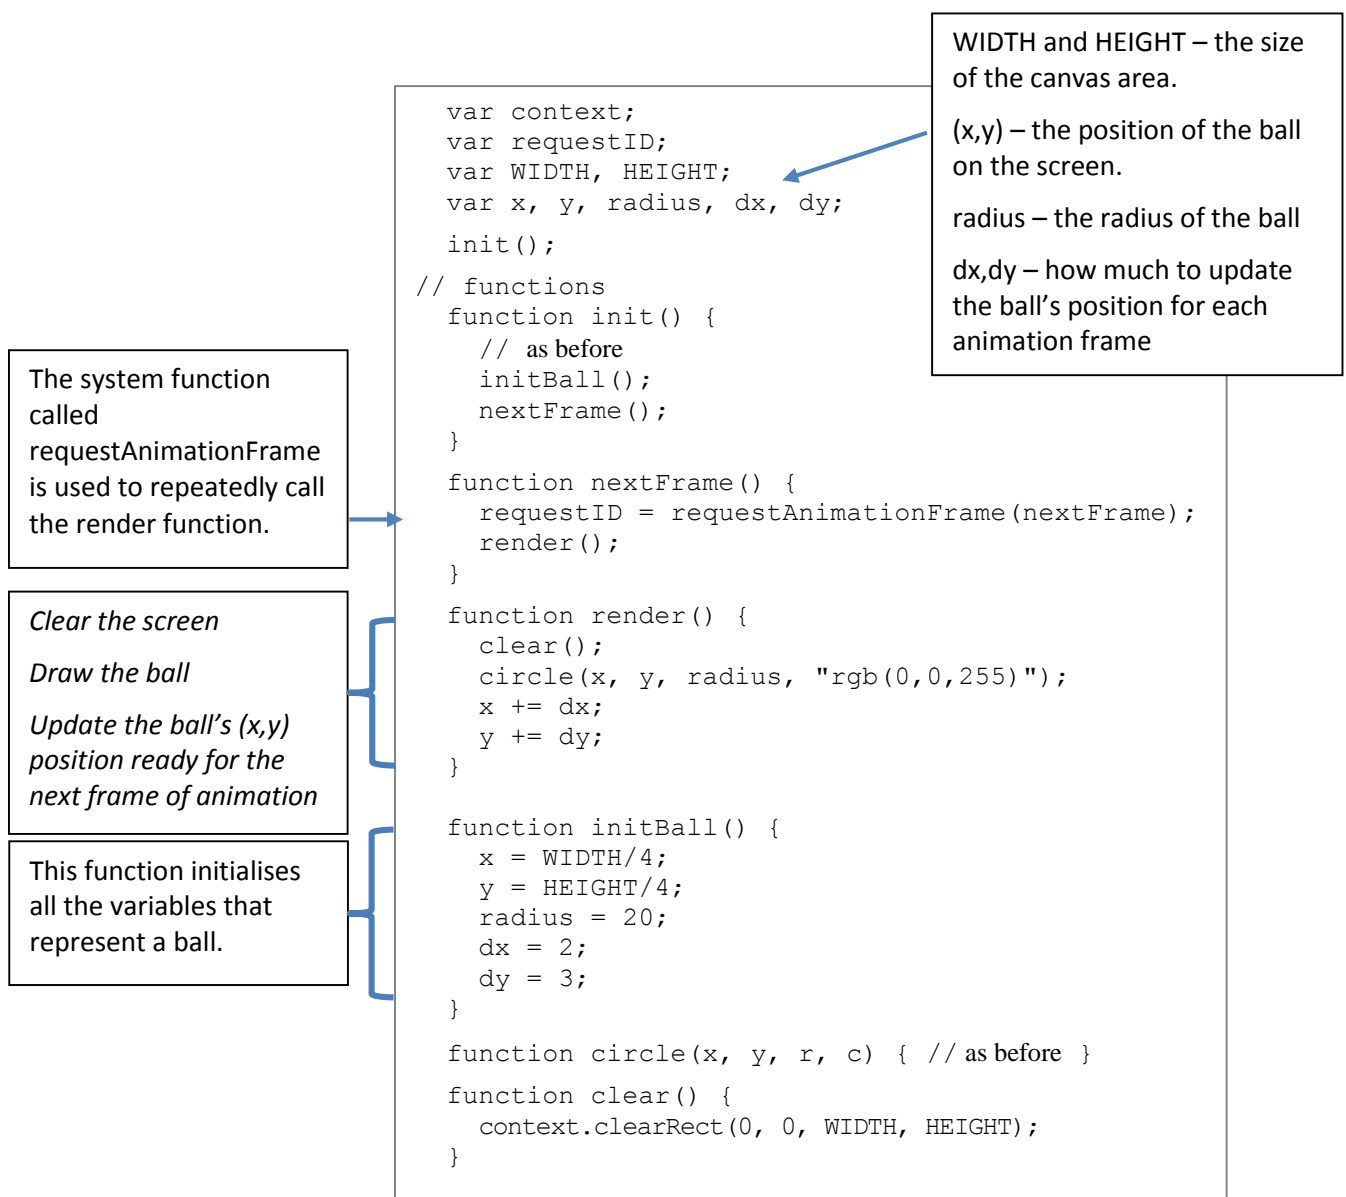 WIDTH and HEIGHT – the size
of the canvas area.
(x,y) – the position of the ball
on the screen.
radius – the radius of the ball
dx,dy – how much to update
the ball’s position for each
animation frame
var context;
var requestID;
var WIDTH, HEIGHT;
var x, y, radius, dx, dy;
init();
// functions
function init() {
// as before
initBall();
nextFrame();
}
The system function
called
requestAnimationFrame
is used to repeatedly call
the render function.
function nextFrame() {
requestID = requestAnimationFrame(nextFrame);
render();
}
Clear the screen
Draw the ball
Update the ball’s (x,y)
position ready for the
next frame of animation
function render() {
clear();
circle(x, y, radius, "rgb(0,0,255)");
x += dx;
y += dy;
}
This function initialises
all the variables that
represent a ball.
function initBall() {
x = WIDTH/4;
y = HEIGHT/4;
radius = 20;
dx = 2;
dy = 3;
}
function circle(x, y, r, c) { // as before }
function clear() {
context.clearRect(0, 0, WIDTH, HEIGHT);
}